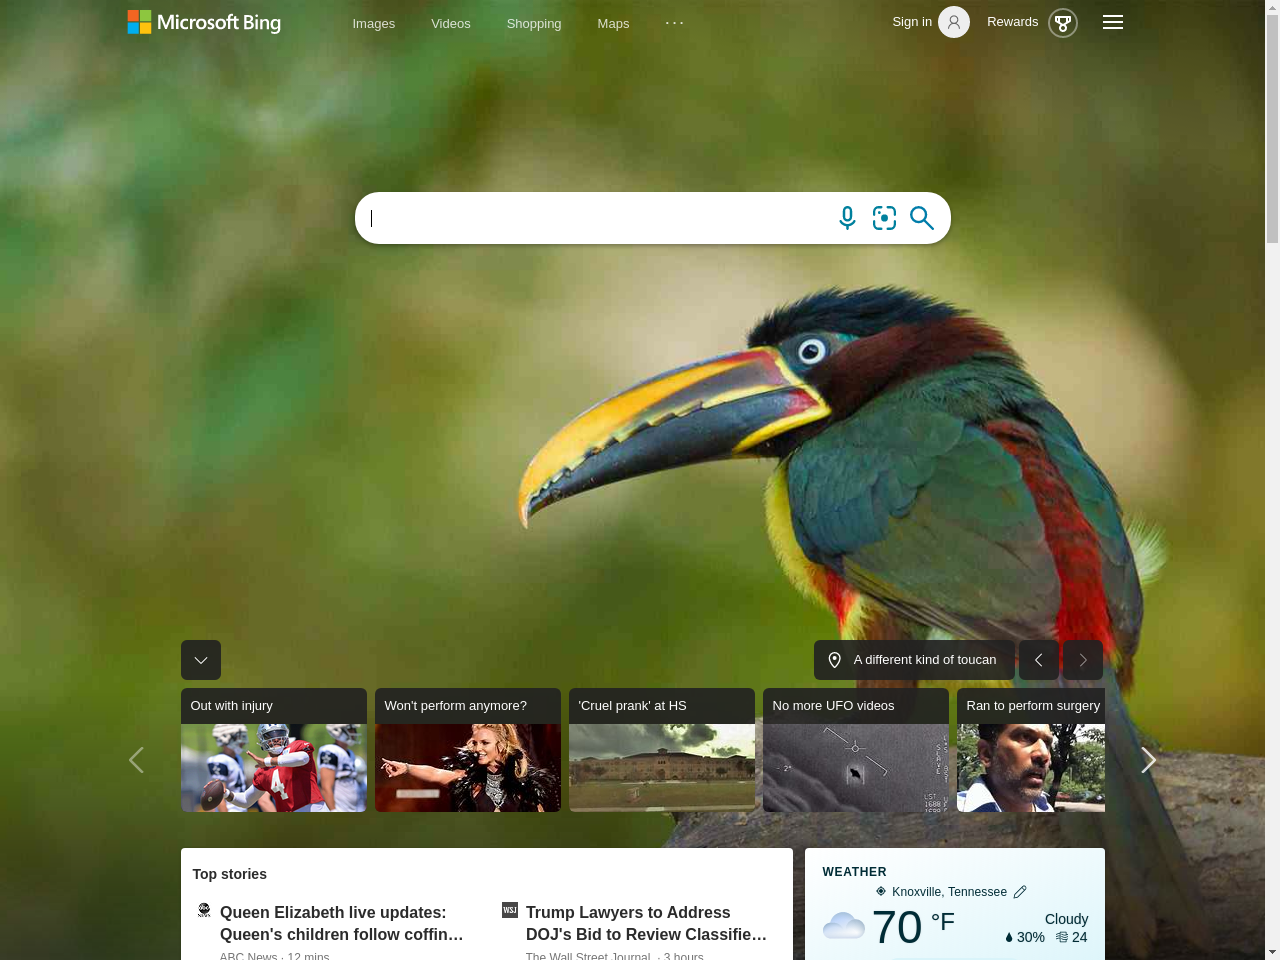 Microsoft Bing
Images
Videos
Shopping
Maps
...
Sign in
Rewards
A different kind of toucan
Out with injury
Won't perform anymore?
'Cruel prank' at HS
No more UFO videos
Ran to perform surgery
Top stories
Queen Elizabeth live updates:
Queen's children follow coffin…
ABC News · 12 mins
WSJ
Trump Lawyers to Address
DOJ's Bid to Review Classifie…
The Wall Street Journal. · 3 hours
WEATHER
Knoxville, Tennessee
70 °F
Cloudy
30% 24